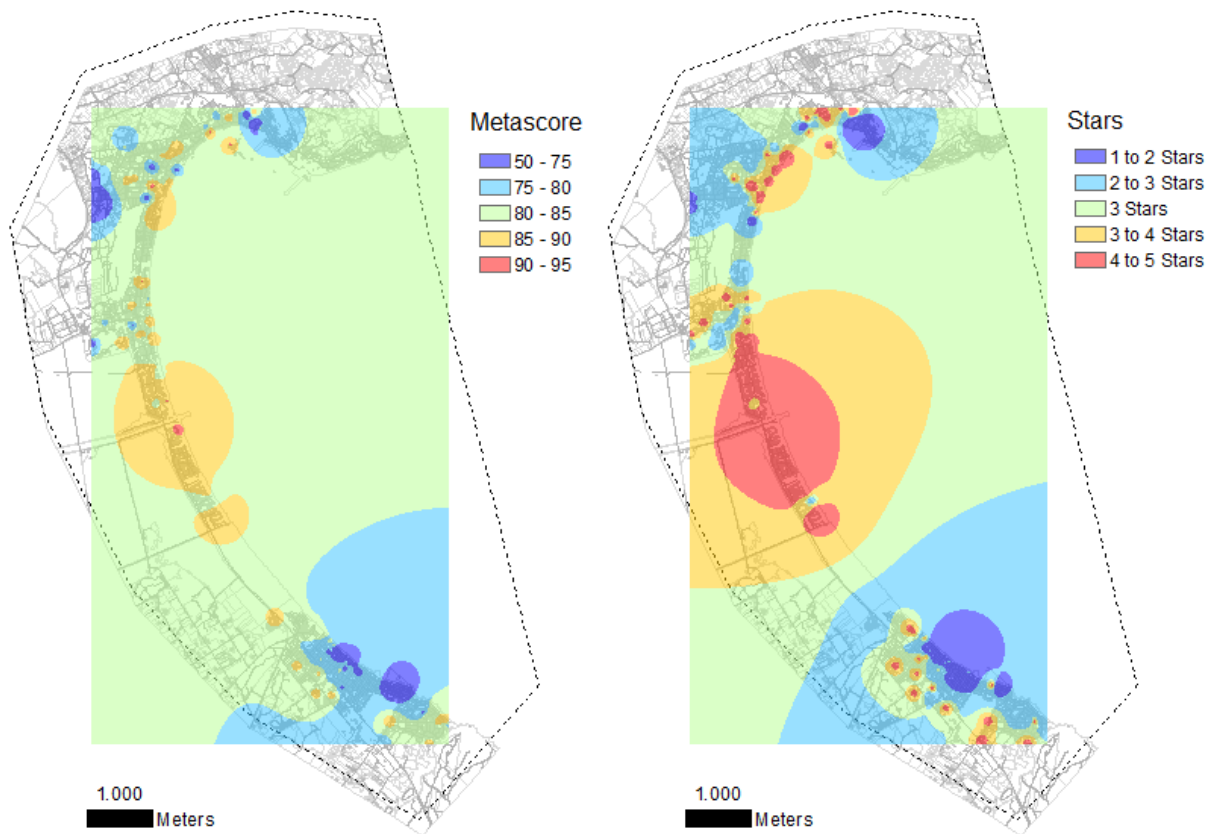 Metascore
50 - 75
75 - 80
80 - 85
85 - 90
90 - 95
1.000
Meters
Stars
1 to 2 Stars
2 to 3 Stars
3 Stars
3 to 4 Stars
4 to 5 Stars
1.000
Meters